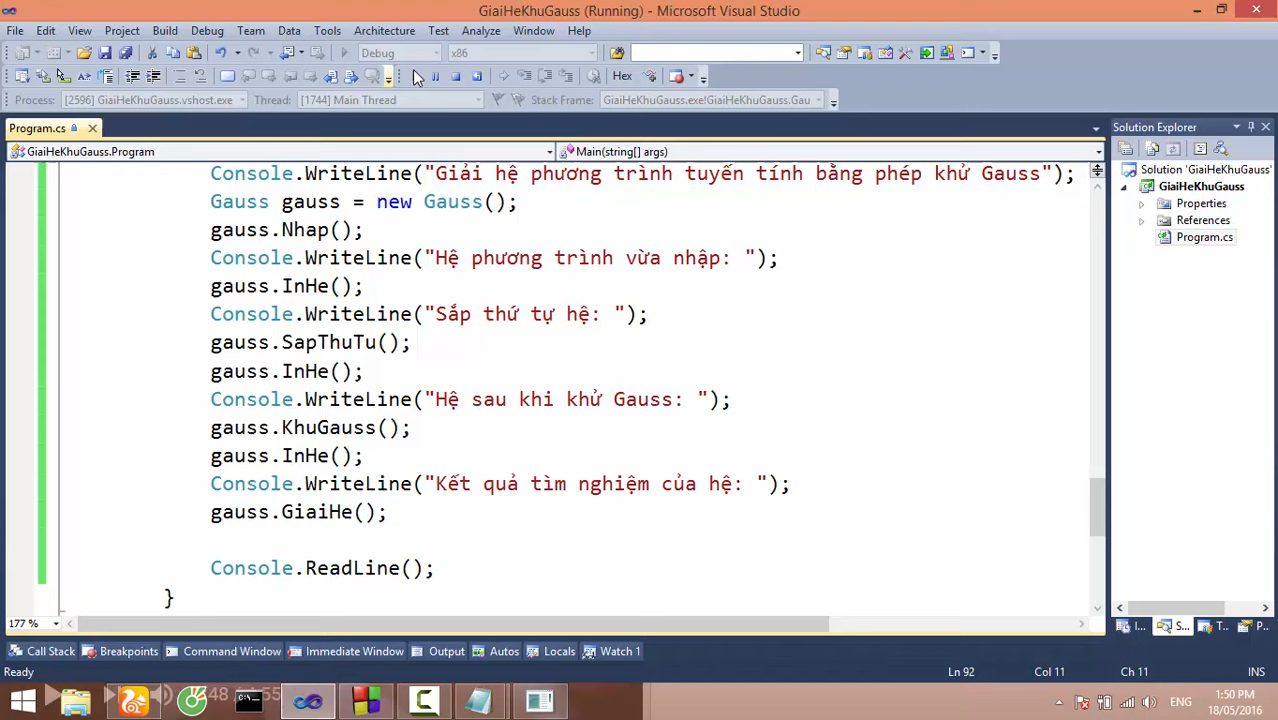 GiaiHeKhuGauss (Running) - Microsoft Visual Studio
File Edit View Project Build Debug Team Data Tools Architecture Test Analyze Window Help
Debug x86
Hex
Process: [2596] GiaiHeKhuGauss.vshost.exe Thread: [1744] Main Thread Stack Frame: GiaiHeKhuGauss.exe!GiaiHeKhuGauss.Gau
Program.cs
Solution Explorer
GiaiHeKhuGauss.Program Main(string[] args)
Solution 'GiaiHeKhuGauss'
GiaiHeKhuGauss
Properties
References
Program.cs
Console.WriteLine("Giải hệ phương trình tuyến tính bằng phép khử Gauss");
Gauss gauss = new Gauss();
gauss.Nhap();
Console.WriteLine("Hệ phương trình vừa nhập: ");
gauss.InHe();
Console.WriteLine("Sắp thứ tự hệ: ");
gauss.SapThuTu();
gauss.InHe();
Console.WriteLine("Hệ sau khi khử Gauss: ");
gauss.KhuGauss();
gauss.InHe();
Console.WriteLine("Kết quả tìm nghiệm của hệ: ");
gauss.GiaiHe();
Console.ReadLine();
}
177 %
I... S... T... P...
Call Stack Breakpoints Command Window Immediate Window Output Autos Locals Watch 1
Ready Ln 92 Col 11 Ch 11 INS
ENG
1:50 PM
18/05/2016